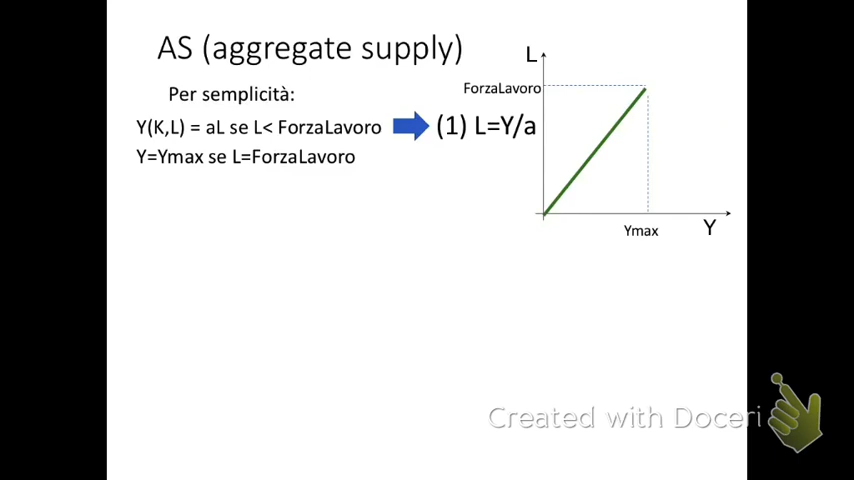 AS (aggregate supply)
Per semplicità:
Y(K,L) = aL se L< ForzaLavoro
(1) L=Y/a
Y=Ymax se L=ForzaLavoro
L
ForzaLavoro
Ymax
Y
Created with Doceri